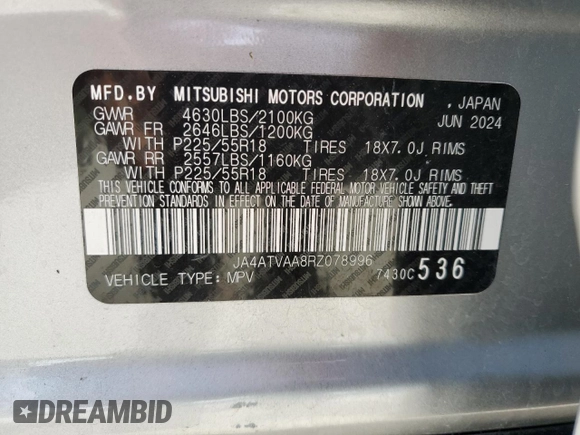 MFD.BY MITSUBISHI MOTORS CORPORATION , JAPAN
GVWR 4630LBS/2100KG JUN 2024
GAWR FR 2646LBS/1200KG
WITH P225/55R18 TIRES 18X7.0J RIMS
GAWR RR 2557LBS/1160KG
WITH P225/55R18 TIRES 18X7.0J RIMS
THIS VEHICLE CONFORMS TO ALL APPLICABLE FEDERAL MOTOR VEHICLE SAFETY AND THEFT
PREVENTION STANDARDS IN EFFECT ON THE DATE OF MANUFACTURE SHOWN ABOVE.
JA4ATVAA8RZ078996
VEHICLE TYPE: MPV 7430C 536
DREAMBID